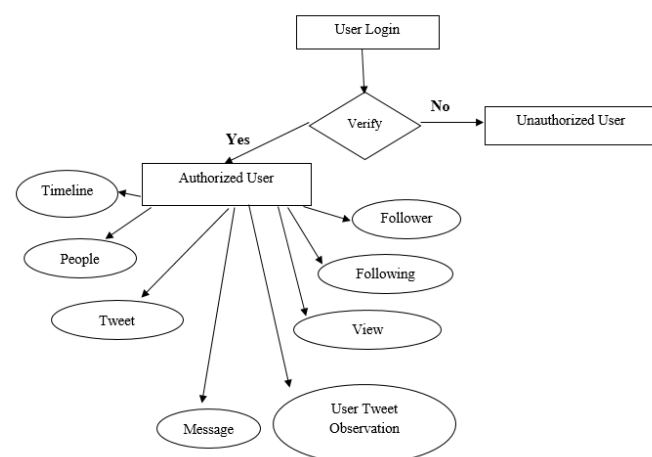 User Login
No
Unauthorized User
Verify
Yes
Authorized User
Timeline
Follower
People
Following
Tweet
View
User Tweet
Observation
Message